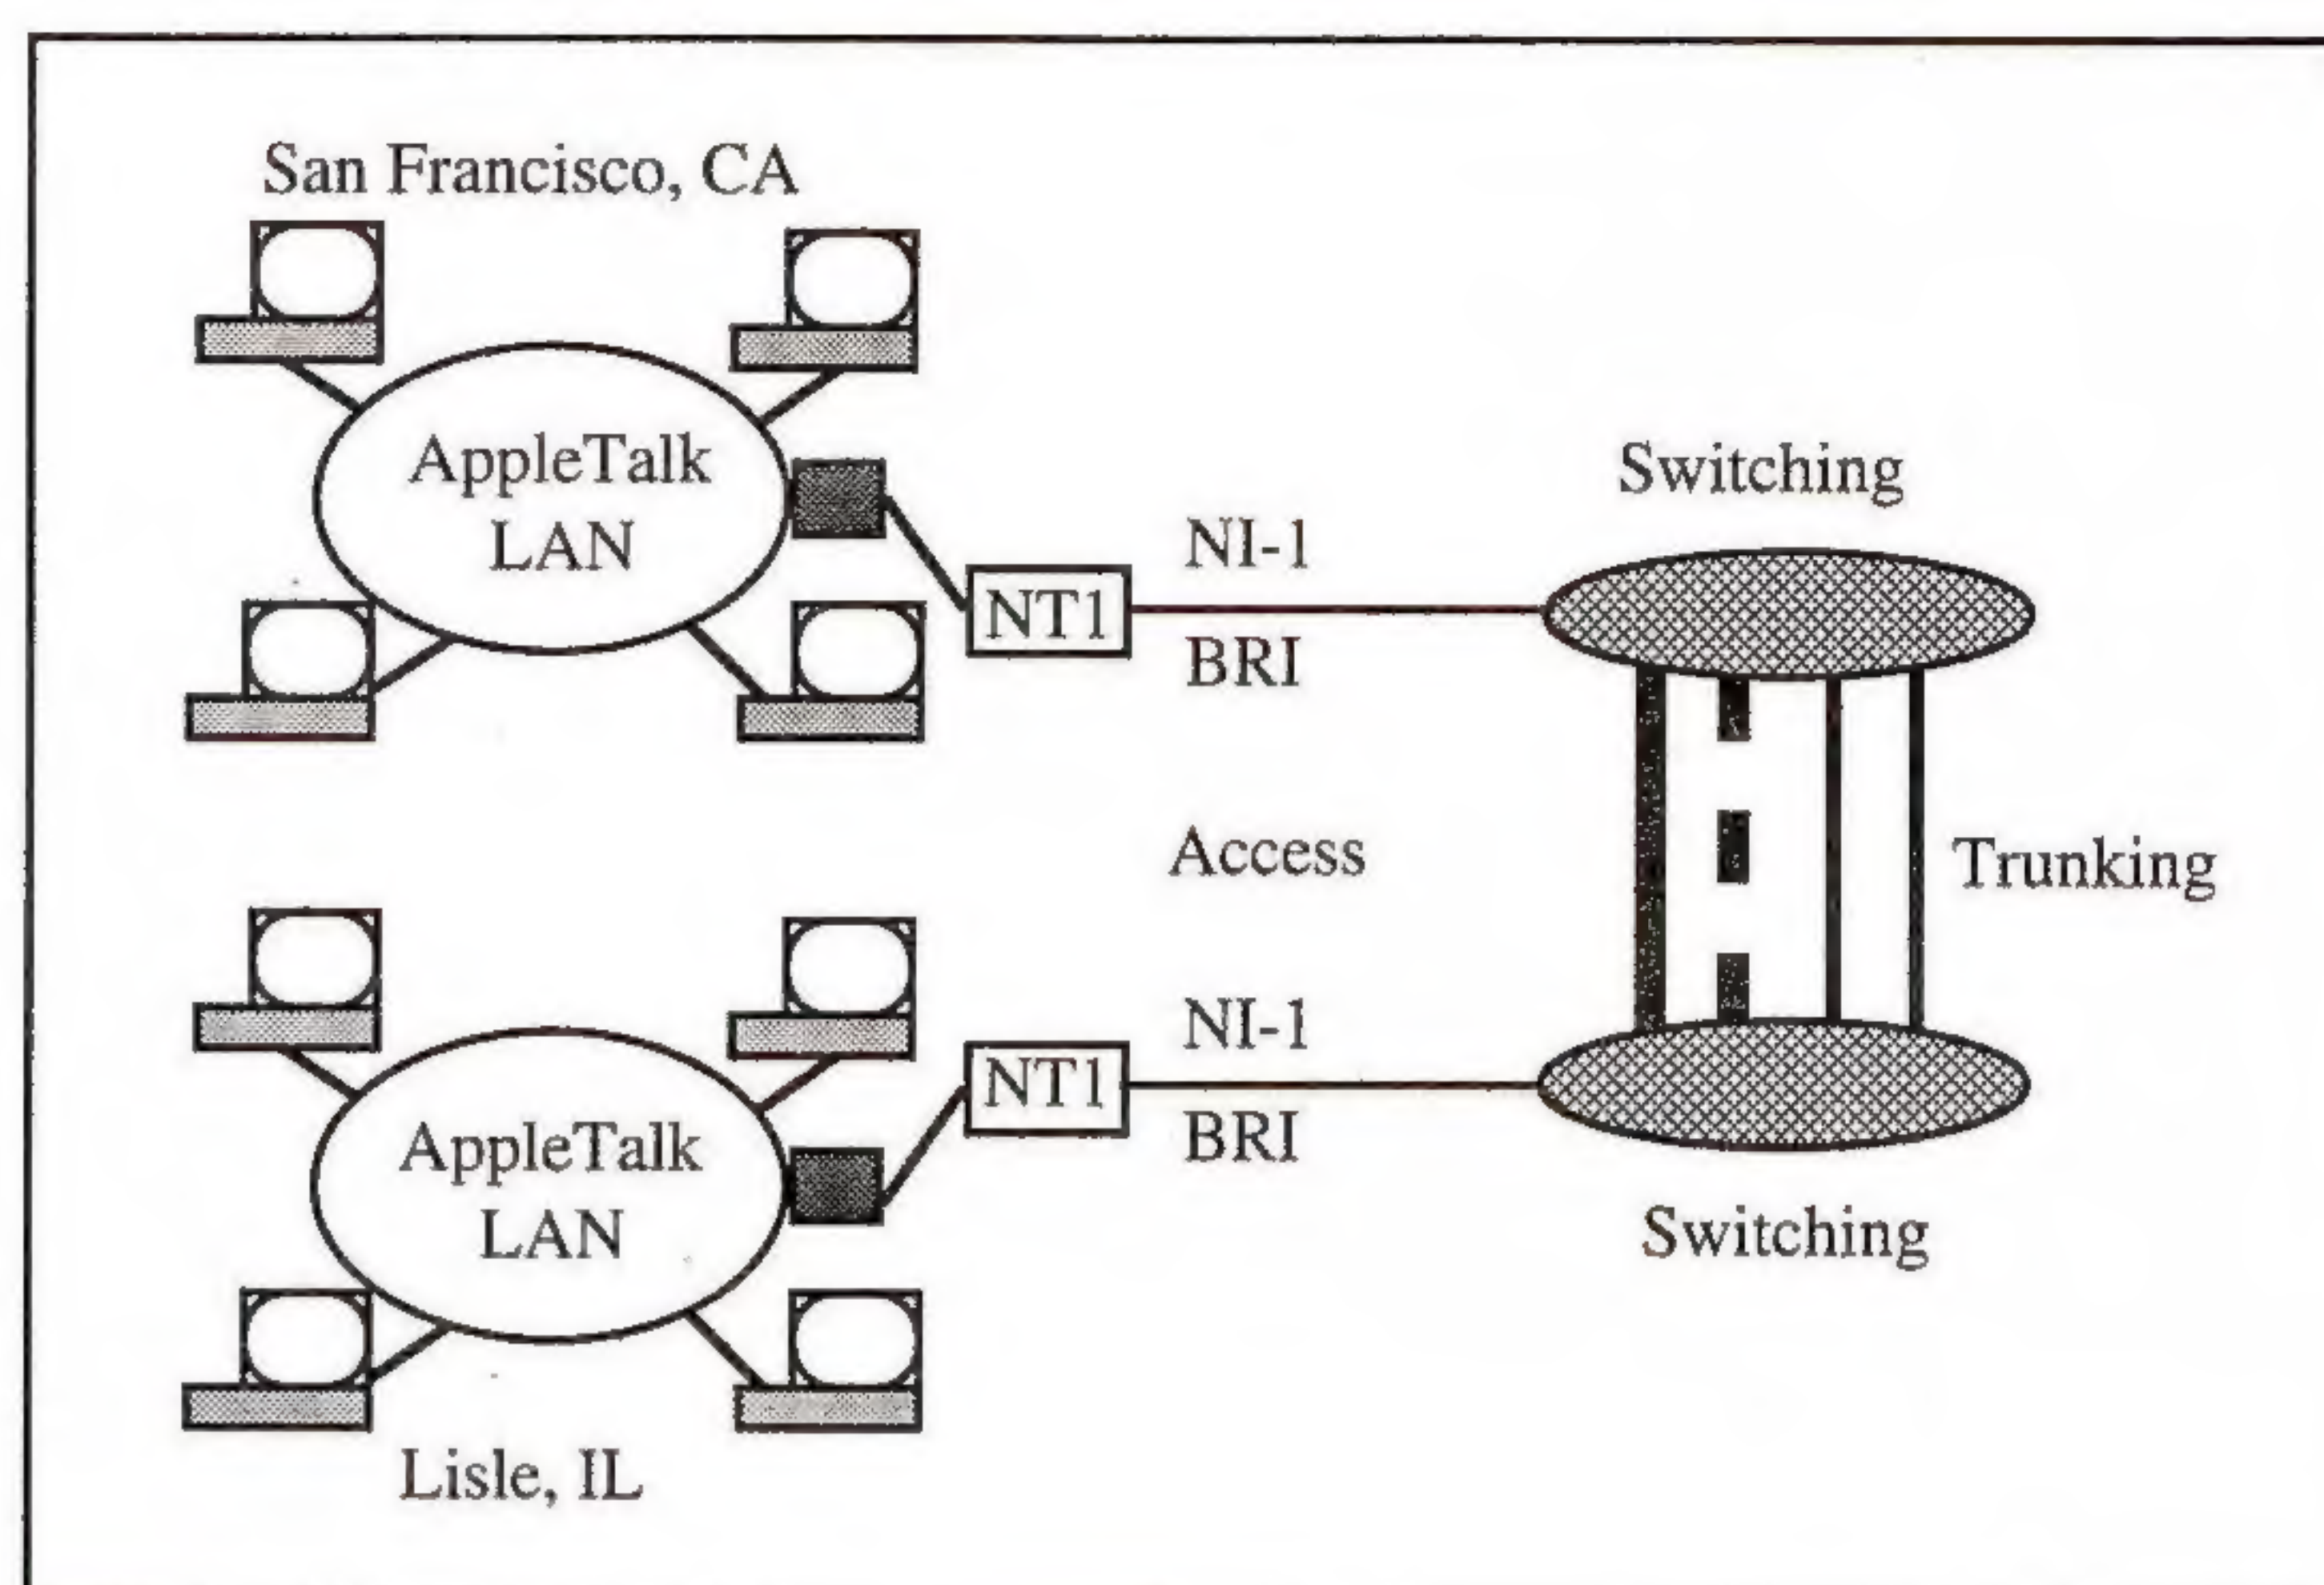 San Francisco, CA
AppleTalk
LAN
NT1
NI-1
BRI
Switching
Access
Trunking
AppleTalk
LAN
NT1
NI-1
BRI
Switching
Lisle, IL